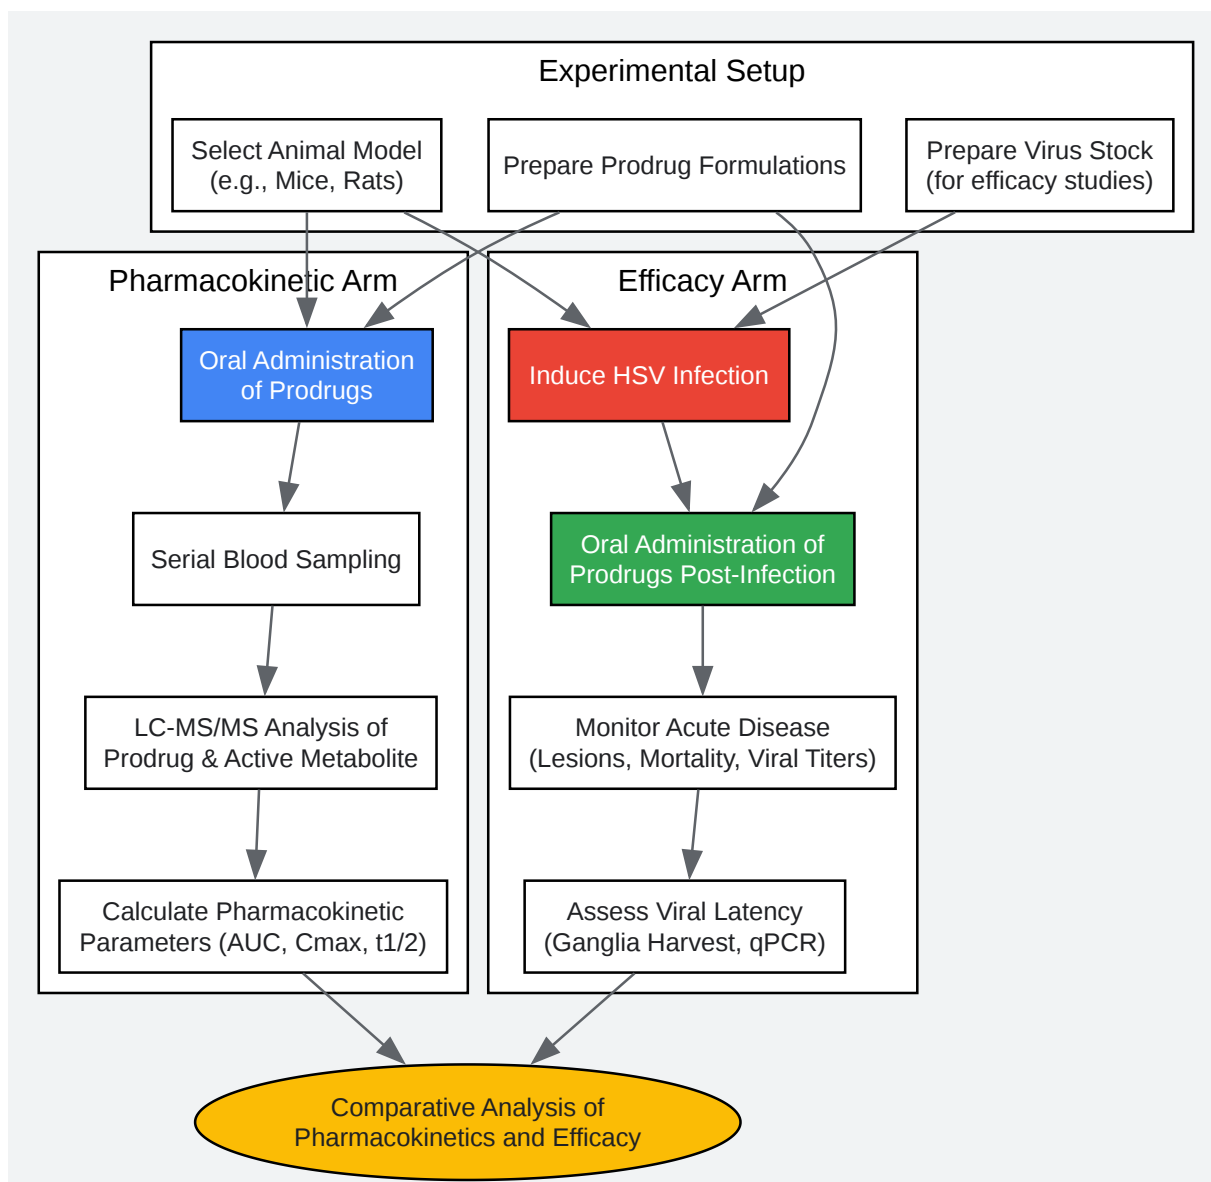 Experimental Setup
Select Animal Model
(e.g., Mice, Rats)
Prepare Prodrug Formulations
Prepare Virus Stock
(for efficacy studies)
Pharmacokinetic Arm
Efficacy Arm
Oral Administration
of Prodrugs
Induce HSV Infection
Serial Blood Sampling
Oral Administration of
Prodrugs Post-Infection
LC-MS/MS Analysis of
Prodrug & Active Metabolite
Monitor Acute Disease
(Lesions, Mortality, Viral Titers)
Calculate Pharmacokinetic
Parameters (AUC, Cmax, t1/2)
Assess Viral Latency
(Ganglia Harvest, qPCR)
Comparative Analysis of
Pharmacokinetics and Efficacy